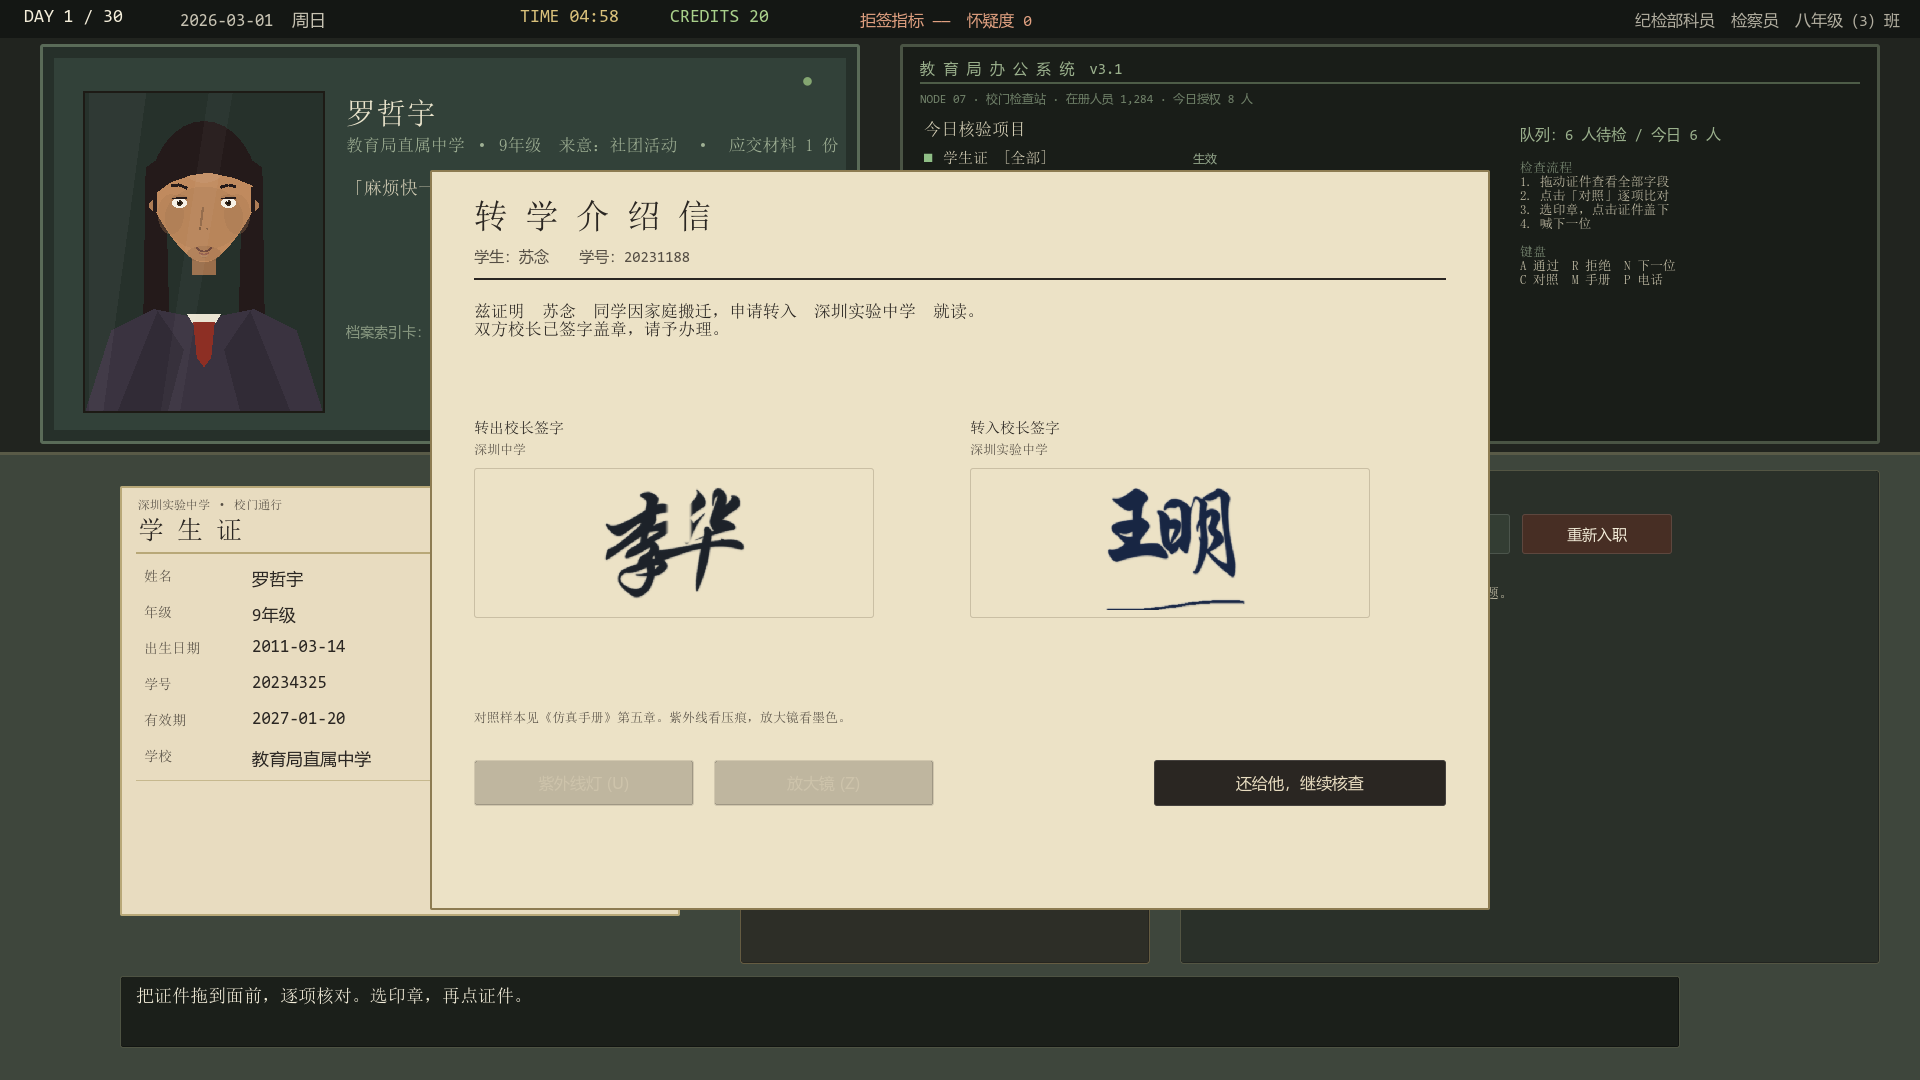 DAY 1 / 30
2026-03-01 周日
TIME 04:58
CREDITS 20
拒签指标 —— 怀疑度 0
纪检部科员 检察员 八年级 (3) 班
罗哲宇
教育局直属中学 • 9年级 来意: 社团活动 • 应交材料 1 份
「麻烦快一
档案索引卡:
教育局办公系统 v3.1
NODE 07 · 校门检查站 · 在册人员 1,284 · 今日授权 8 人
今日核验项目
学生证 [全部]
生效
队列: 6 人待检 / 今日 6 人
检查流程
1. 拖动证件查看全部字段
2. 点击「对照」逐项比对
3. 选印章, 点击证件盖下
4. 喊下一位
键盘
A 通过 R 拒绝 N 下一位
C 对照 M 手册 P 电话
转学介绍信
学生: 苏念 学号: 20231188
兹证明 苏念 同学因家庭搬迁, 申请转入 深圳实验中学 就读。
双方校长已签字盖章, 请予办理。
转出校长签字
深圳中学
李华
转入校长签字
深圳实验中学
王明
对照样本见《仿真手册》第五章。紫外线看压痕, 放大镜看墨色。
紫外线灯 (U)
放大镜 (Z)
还给他, 继续核查
深圳实验中学 • 校门通行
学生证
姓名 罗哲宇
年级 9年级
出生日期 2011-03-14
学号 20234325
有效期 2027-01-20
学校 教育局直属中学
重新入职
题。
把证件拖到面前, 逐项核对。选印章, 再点证件。